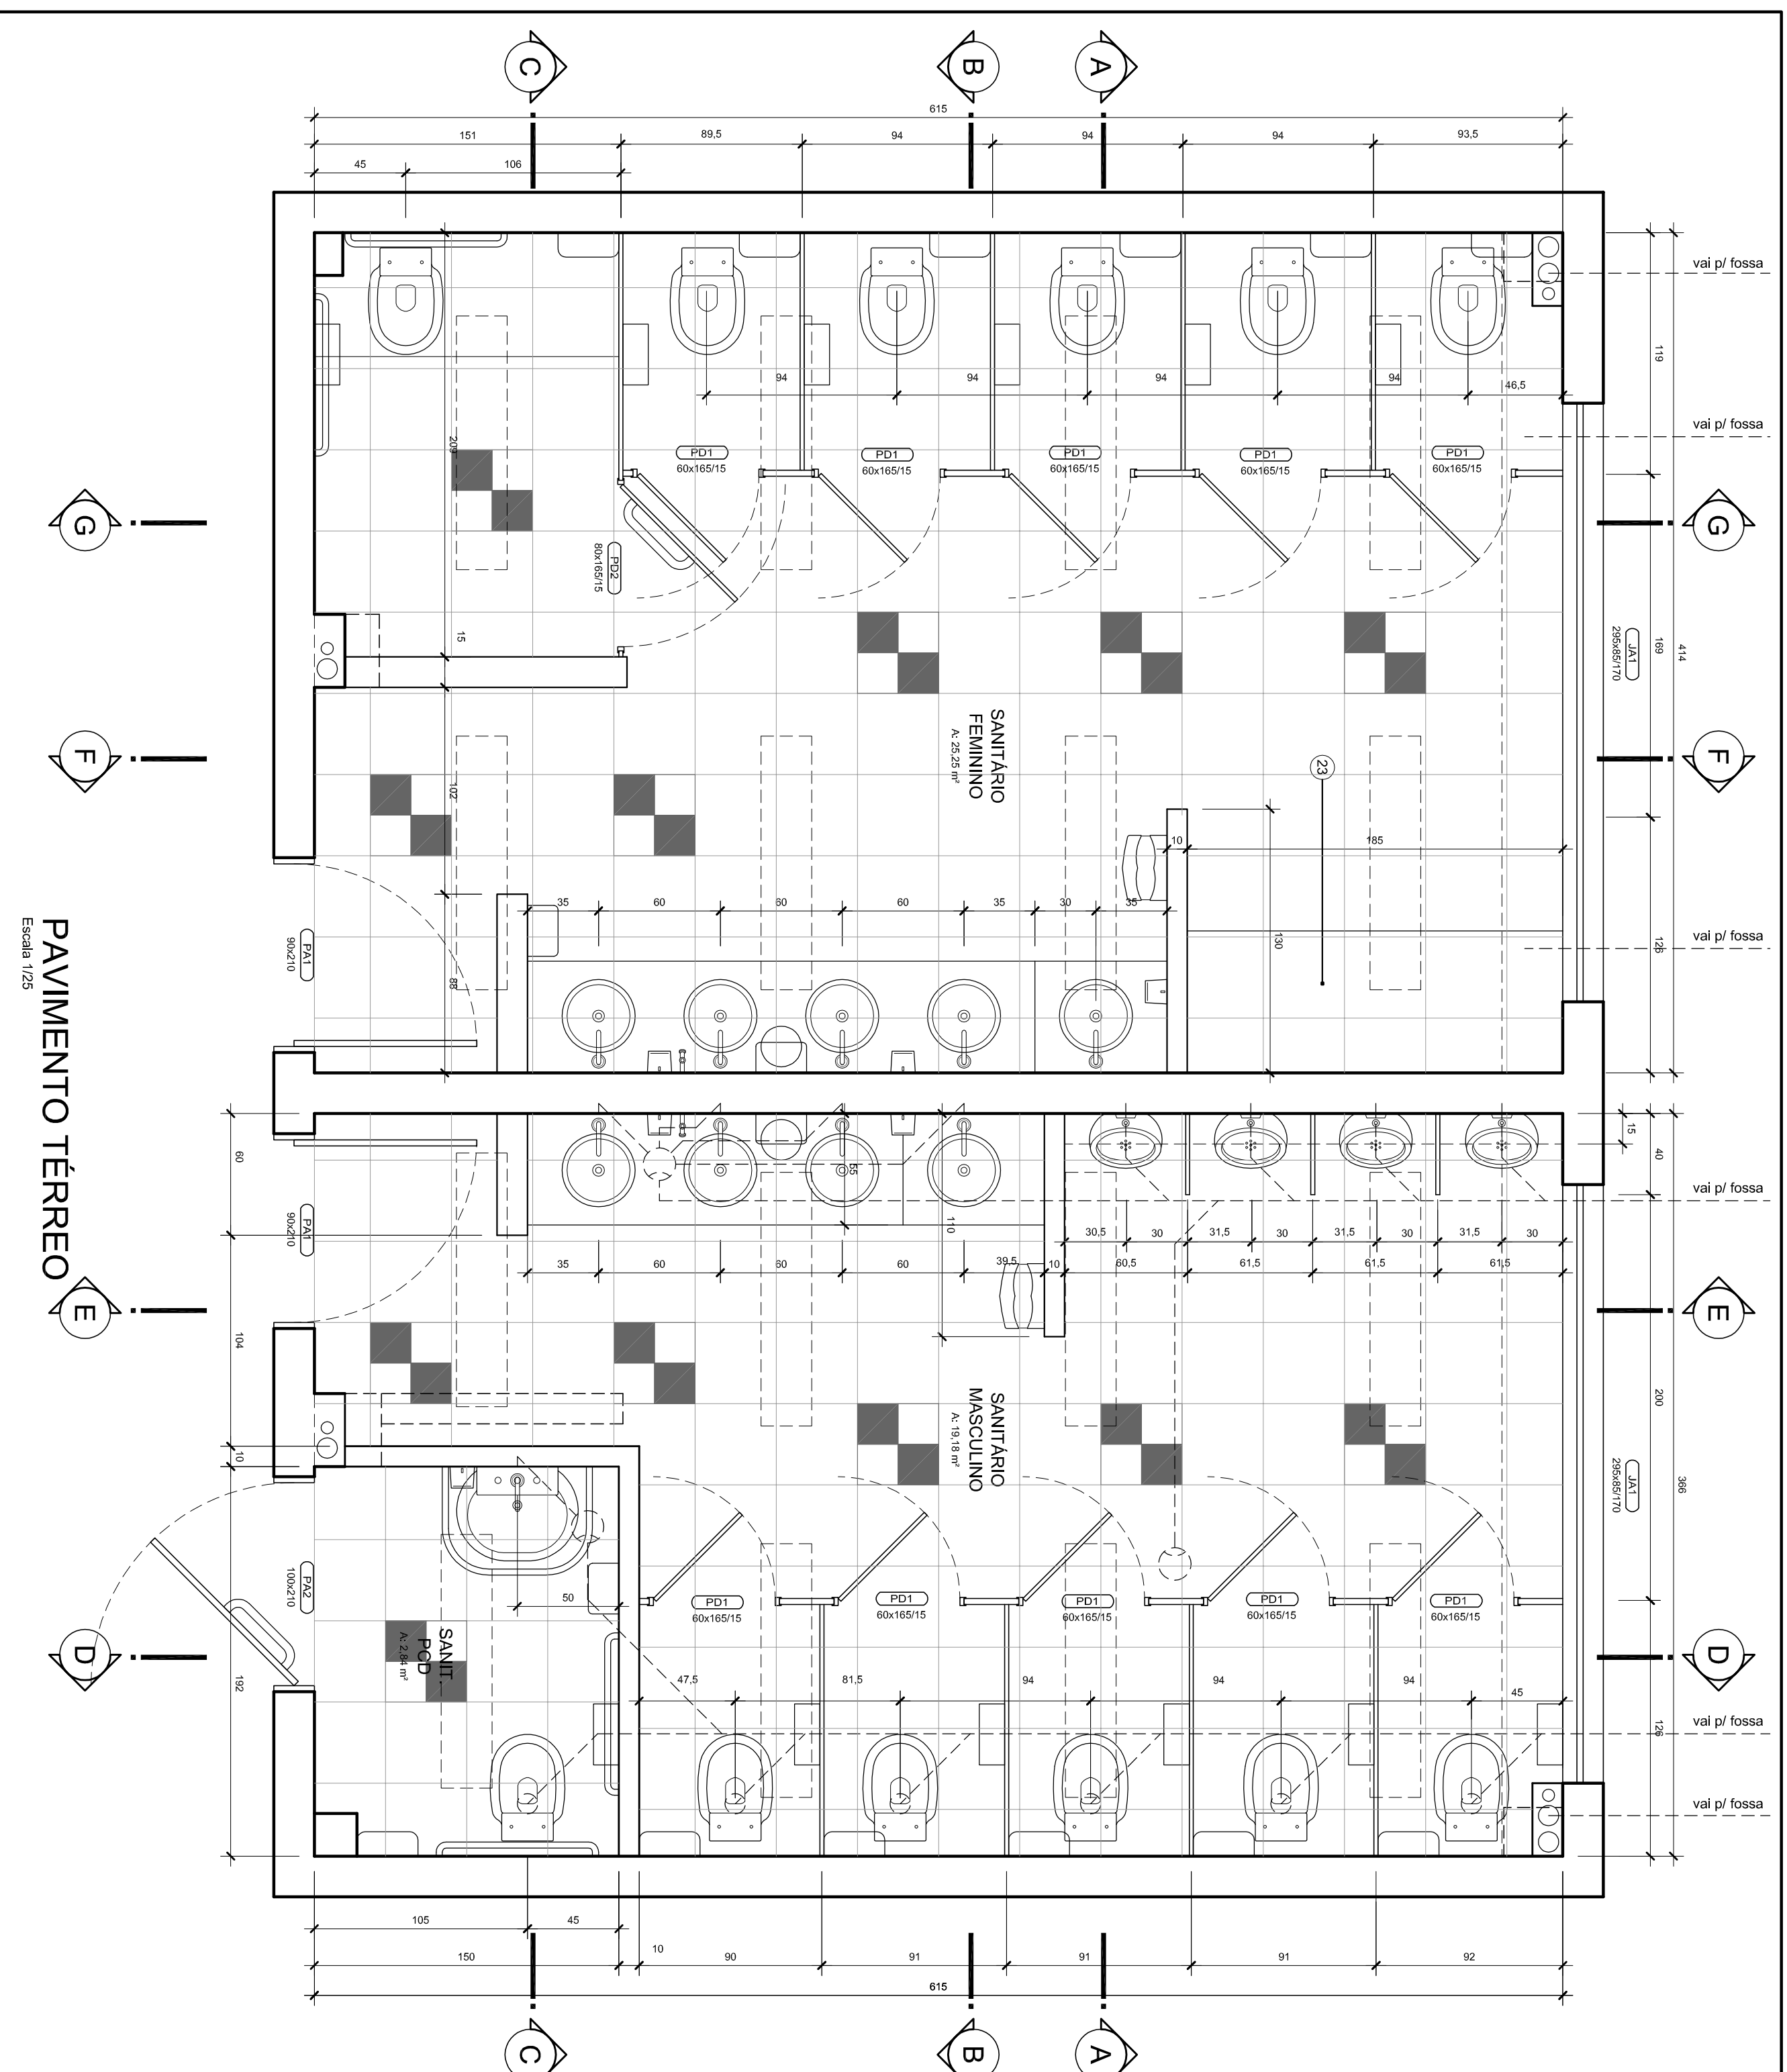 C
B
A
615
151
89,5
94
94
94
93,5
45
106
vai p/ fossa
119
94
94
94
94
46,5
vai p/ fossa
209
PD1
60x165/15
PD1
60x165/15
PD1
60x165/15
PD1
60x165/15
PD1
60x165/15
G
G
PD2
80x165/15
15
JA1
295x85/170
169
414
SANITÁRIO
FEMININO
A: 25,25 m²
F
F
23
102
10
185
35
60
60
60
35
30
35
130
126
vai p/ fossa
PA1
90x210
88
PAVIMENTO TÉRREO
Escala 1/25
15
40
60
55
vai p/ fossa
PA1
90x210
110
30,5
30
31,5
30
31,5
30
31,5
30
35
60
60
60
39,5
10
60,5
61,5
61,5
61,5
E
E
104
200
SANITÁRIO
MASCULINO
A: 19,18 m²
10
JA1
295x85/170
366
PA2
100x210
50
PD1
60x165/15
PD1
60x165/15
PD1
60x165/15
PD1
60x165/15
PD1
60x165/15
SANIT.
PCD
A: 2,84 m²
D
D
192
47,5
81,5
94
94
94
45
126
vai p/ fossa
vai p/ fossa
105
45
150
10
90
91
91
91
92
615
C
B
A